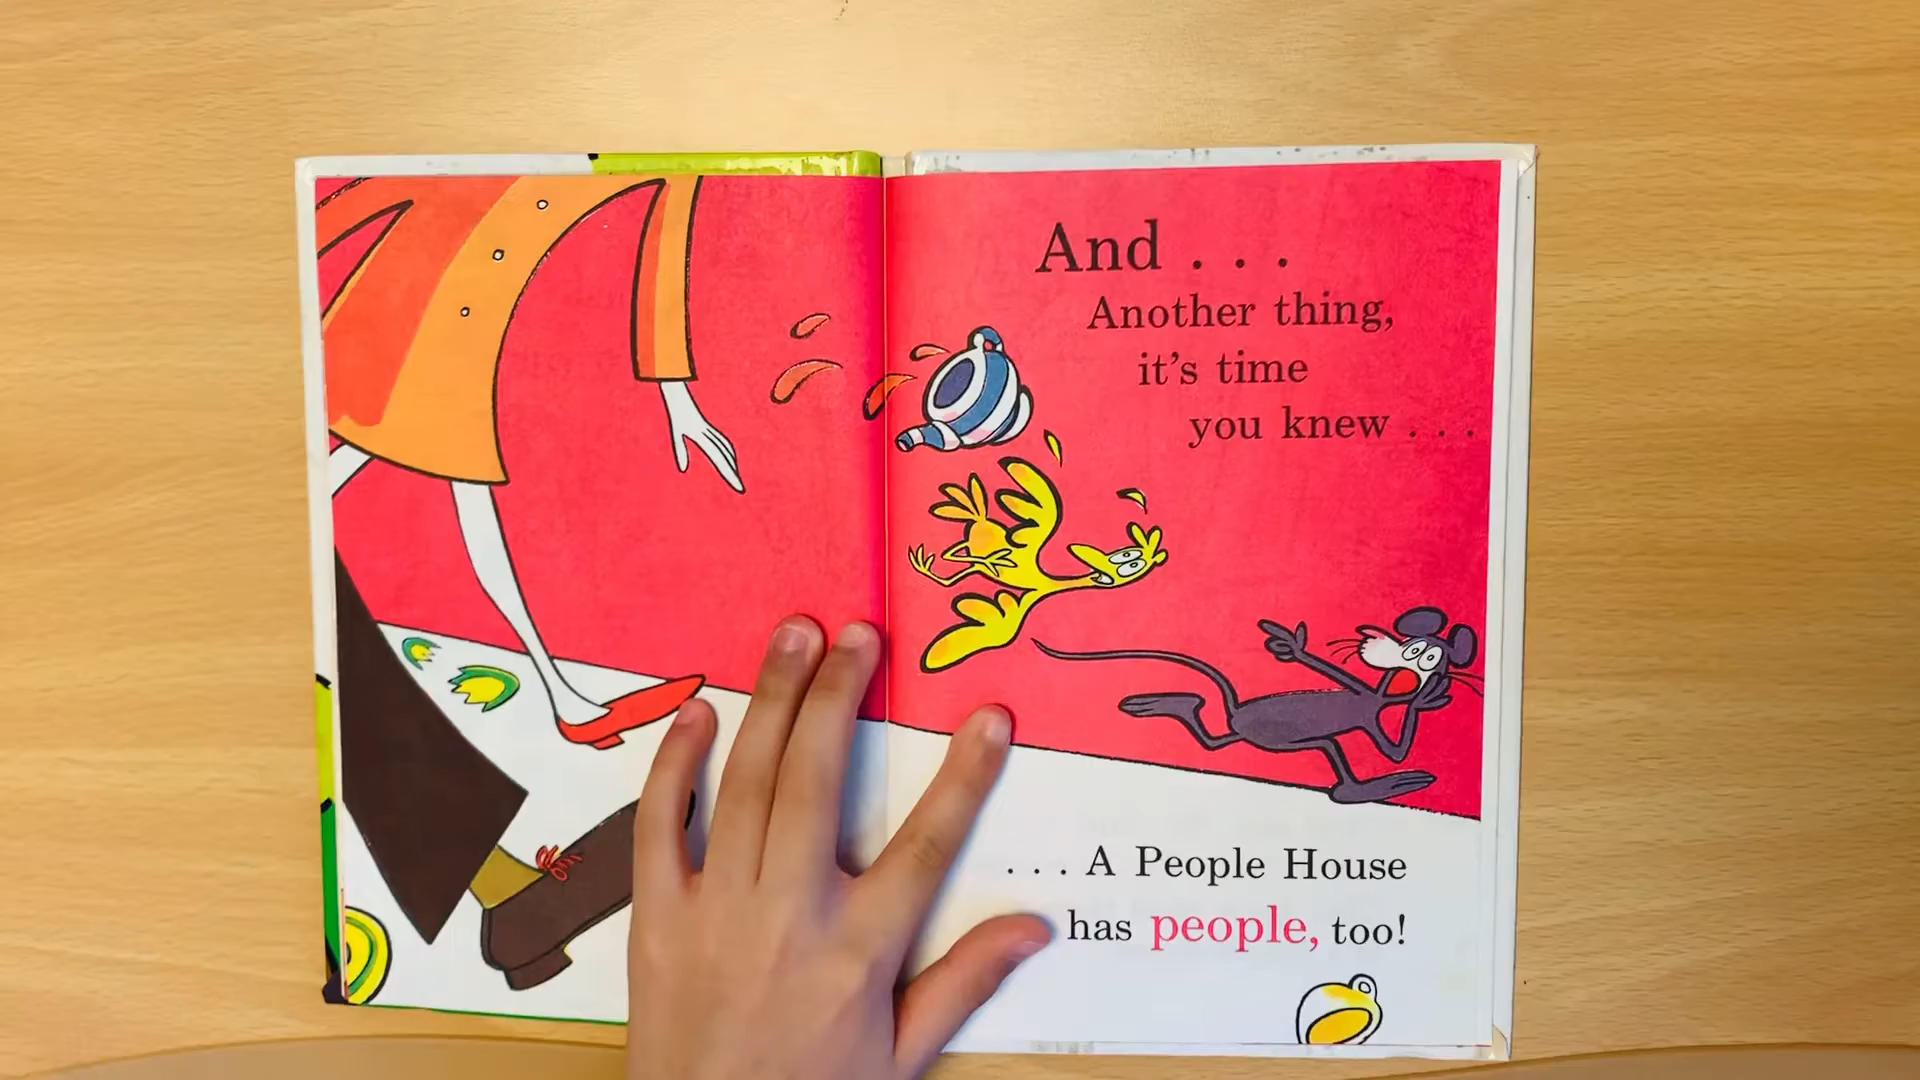 And . . .
Another thing,
it's time
you knew . . .
. . . A People House
has people, too!